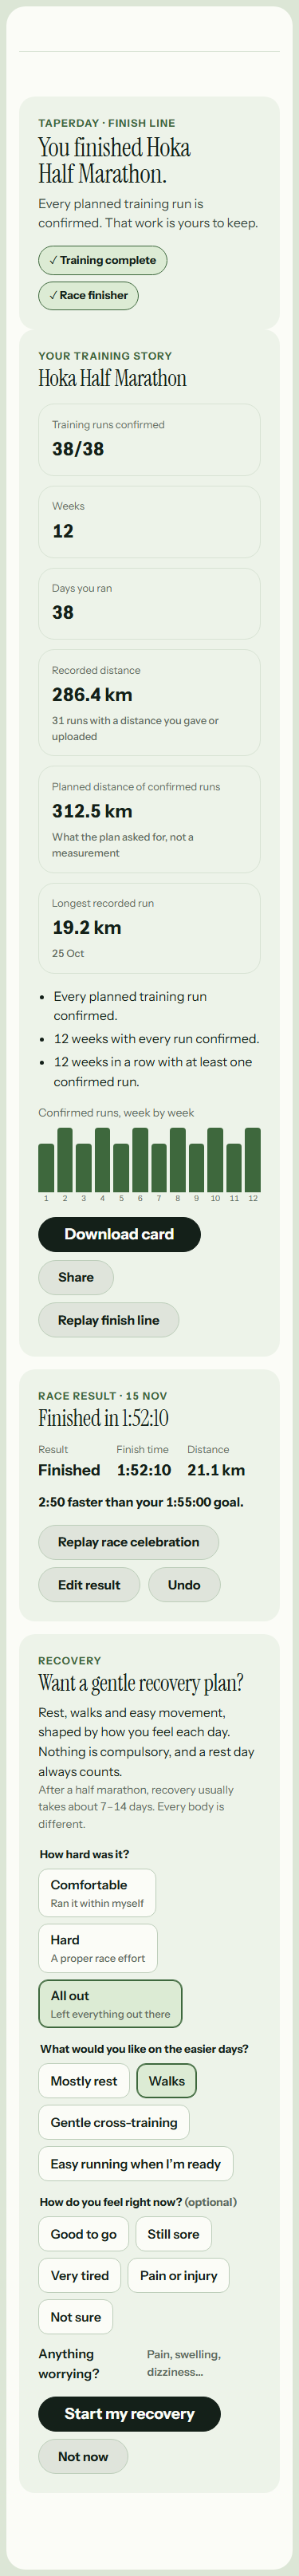 TAPERDAY · FINISH LINE
You finished Hoka
Half Marathon.
Every planned training run is
confirmed. That work is yours to keep.
✓ Training complete
✓ Race finisher
YOUR TRAINING STORY
Hoka Half Marathon
Training runs confirmed
38/38
Weeks
12
Days you ran
38
Recorded distance
286.4 km
31 runs with a distance you gave or
uploaded
Planned distance of confirmed runs
312.5 km
What the plan asked for, not a
measurement
Longest recorded run
19.2 km
25 Oct
• Every planned training run
confirmed.
• 12 weeks with every run confirmed.
• 12 weeks in a row with at least one
confirmed run.
Confirmed runs, week by week
1 2 3 4 5 6 7 8 9 10 11 12
Download card
Share
Replay finish line
RACE RESULT · 15 NOV
Finished in 1:52:10
Result Finish time Distance
Finished 1:52:10 21.1 km
2:50 faster than your 1:55:00 goal.
Replay race celebration
Edit result Undo
RECOVERY
Want a gentle recovery plan?
Rest, walks and easy movement,
shaped by how you feel each day.
Nothing is compulsory, and a rest day
always counts.
After a half marathon, recovery usually
takes about 7–14 days. Every body is
different.
How hard was it?
Comfortable
Ran it within myself
Hard
A proper race effort
All out
Left everything out there
What would you like on the easier days?
Mostly rest Walks
Gentle cross-training
Easy running when I'm ready
How do you feel right now? (optional)
Good to go Still sore
Very tired Pain or injury
Not sure
Anything Pain, swelling,
worrying? dizziness…
Start my recovery
Not now